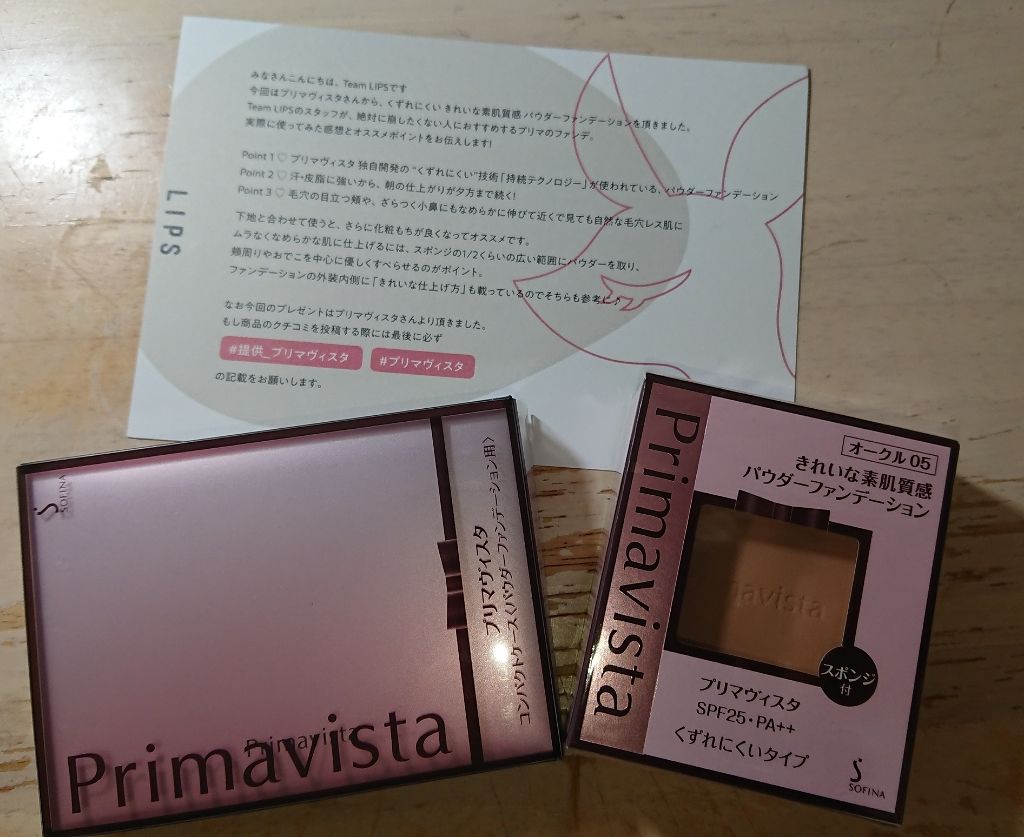 LIPS
みなさんこんにちは、Team LIPSです
今回はプリマヴィスタさんから、くずれにくい きれいな素肌質感 パウダーファンデーションを頂きました。
Team LIPSのスタッフが、絶対に崩したくない人におすすめするプリマのファンデ。
実際に使ってみた感想とオススメポイントをお伝えします!
Point 1 ♡ プリマヴィスタ 独自開発の “くずれにくい”技術「持続テクノロジー」が使われている、パウダーファンデーション
Point 2 ♡ 汗・皮脂に強いから、朝の仕上がりが夕方まで続く!
Point 3 ♡ 毛穴の目立つ頬や、ざらつく小鼻にもなめらかに伸びて近くで見ても自然な毛穴レス肌に
下地と合わせて使うと、さらに化粧もちが良くなってオススメです。
ムラなくなめらかな肌に仕上げるには、スポンジの1/2くらいの広い範囲にパウダーを取り、
頬周りやおでこを中心に優しくすべらせるのがポイント。
ファンデーションの外装内側に「きれいな仕上げ方」も載っているのでそちらも参考に♪
なお今回のプレゼントはプリマヴィスタさんより頂きました。
もし商品のクチコミを投稿する際には最後に必ず
#提供_プリマヴィスタ #プリマヴィスタ
の記載をお願いします。
SOFINA
プリマヴィスタ
コンパクトケース〈パウダーファンデーション用〉
Primavista
Primavista
Primavista
オークル 05
きれいな素肌質感
パウダーファンデーション
avista
スポンジ
付
プリマヴィスタ
SPF25・PA++
くずれにくいタイプ
SOFINA